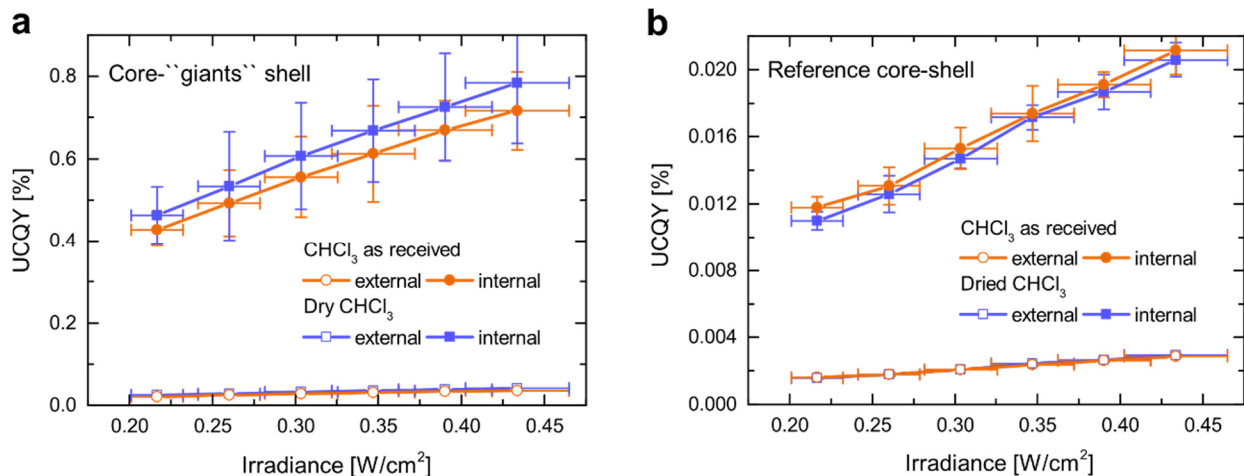 a
Core-``giants`` shell
UCQY [%]
0.8
0.6
0.4
0.2
0.0
CHCl₃ as received
external internal
Dry CHCl₃
external internal
0.20 0.25 0.30 0.35 0.40 0.45
Irradiance [W/cm²]
b
Reference core-shell
UCQY [%]
0.020
0.016
0.012
0.008
0.004
0.000
CHCl₃ as received
external internal
Dried CHCl₃
external internal
0.20 0.25 0.30 0.35 0.40 0.45
Irradiance [W/cm²]